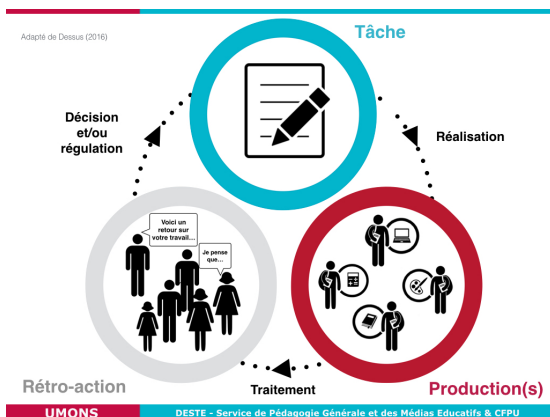 Adapté de Dessus (2016)
Tâche
Décision
et/ou
régulation
Réalisation
Voici un
retour sur
votre travail…
Je pense
que…
Rétro-action
Traitement
Production(s)
UMONS
DESTE - Service de Pédagogie Générale et des Médias Educatifs & CFPU